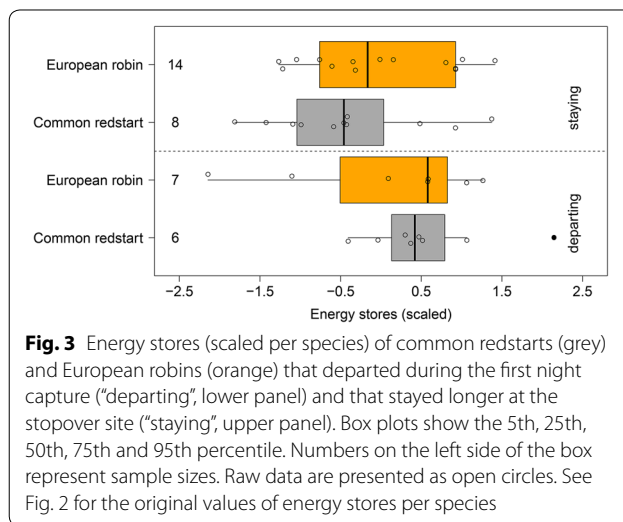 European robin 14
Common redstart 8
staying
European robin 7
Common redstart 6
departing
−2.5 −1.5 −0.5 0.5 1.5 2.5
Energy stores (scaled)
Fig. 3 Energy stores (scaled per species) of common redstarts (grey)
and European robins (orange) that departed during the first night
capture (“departing”, lower panel) and that stayed longer at the
stopover site (“staying”, upper panel). Box plots show the 5th, 25th,
50th, 75th and 95th percentile. Numbers on the left side of the box
represent sample sizes. Raw data are presented as open circles. See
Fig. 2 for the original values of energy stores per species